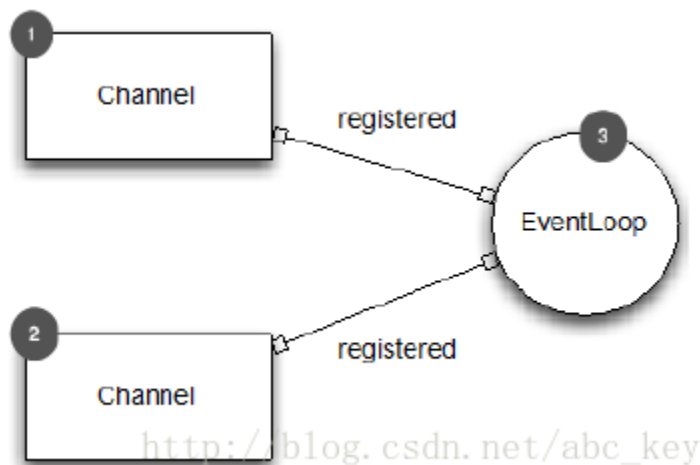 1
Channel
registered
3
EventLoop
2
registered
Channel
http://blog.csdn.net/abc_key